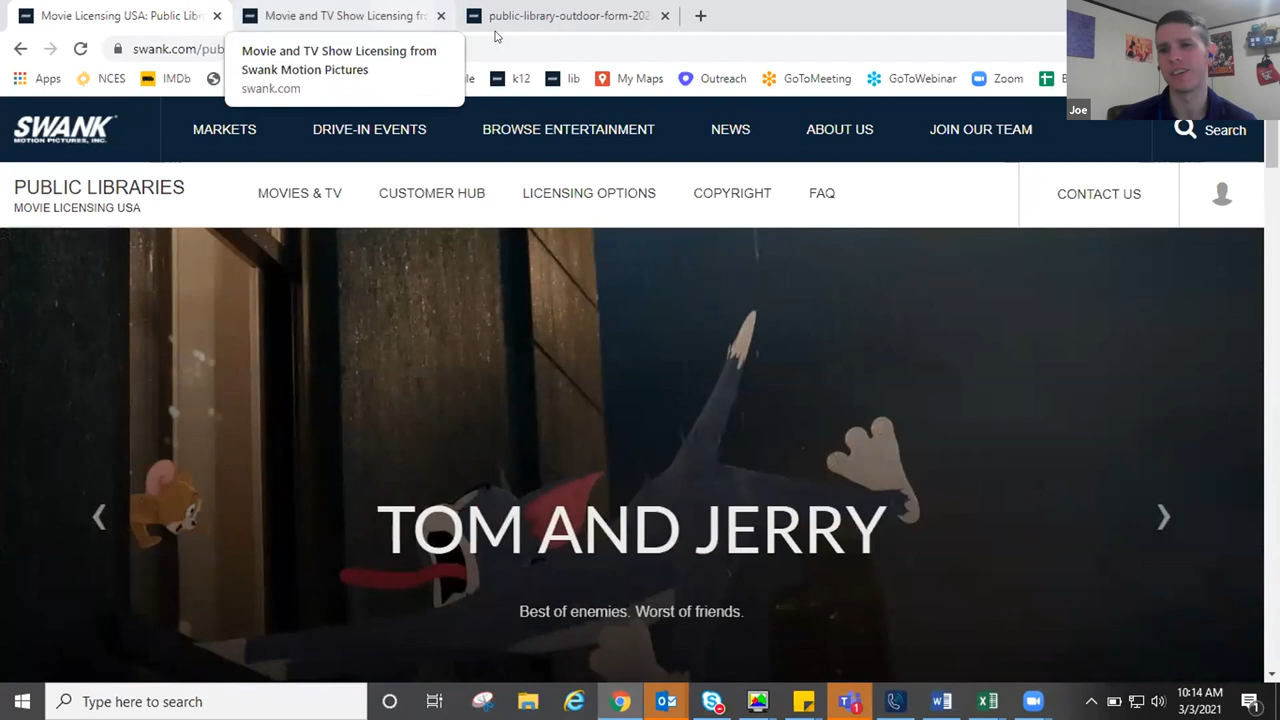 Movie Licensing USA: Public Libr
Movie and TV Show Licensing fr
public-library-outdoor-form-202
swank.com/pub
Movie and TV Show Licensing from
Swank Motion Pictures
swank.com
Apps
NCES
IMDb
le
k12
lib
My Maps
Outreach
GoToMeeting
GoToWebinar
Zoom
Joe
SWANK
MOTION PICTURES, INC.
MARKETS
DRIVE-IN EVENTS
BROWSE ENTERTAINMENT
NEWS
ABOUT US
JOIN OUR TEAM
Search
PUBLIC LIBRARIES
MOVIE LICENSING USA
MOVIES & TV
CUSTOMER HUB
LICENSING OPTIONS
COPYRIGHT
FAQ
CONTACT US
TOM AND JERRY
Best of enemies. Worst of friends.
Type here to search
10:14 AM
3/3/2021